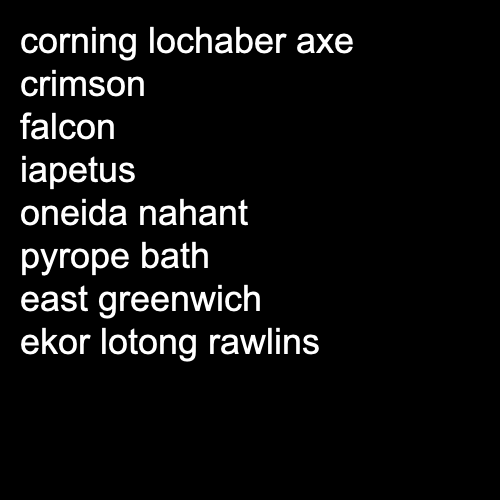 corning lochaber axe
crimson
falcon
iapetus
oneida nahant
pyrope bath
east greenwich
ekor lotong rawlins